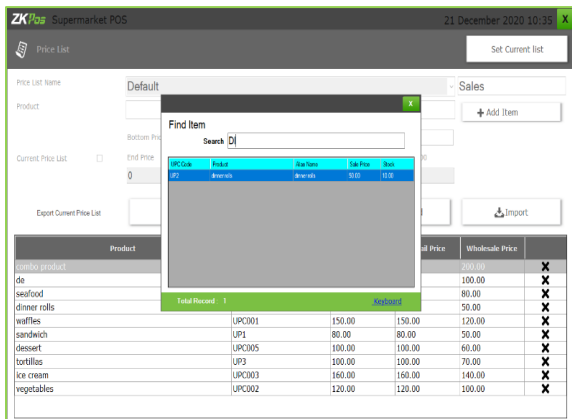 ZKPos Supermarket POS 21 December 2020 10:35 X
Price List Set Current list
Price List Name Default Sales
Product + Add Item
Bottom Pric
Current Price List End Price
0
Export Current Price List Import
X
Find Item
Search DI
UPC Code Product Alias Name Sale Price Stock
UP2 dinner rolls dinner rolls 50.00 10.00
Total Record 1 Keyboard
Product ail Price Wholesale Price
combo product 200.00 X
de 100.00 X
seafood 80.00 X
dinner rolls 50.00 X
waffles UPC001 150.00 150.00 120.00 X
sandwich UP1 80.00 80.00 50.00 X
dessert UPC005 100.00 100.00 60.00 X
tortillas UP3 100.00 100.00 70.00 X
ice cream UPC003 160.00 160.00 140.00 X
vegetables UPC002 120.00 120.00 100.00 X